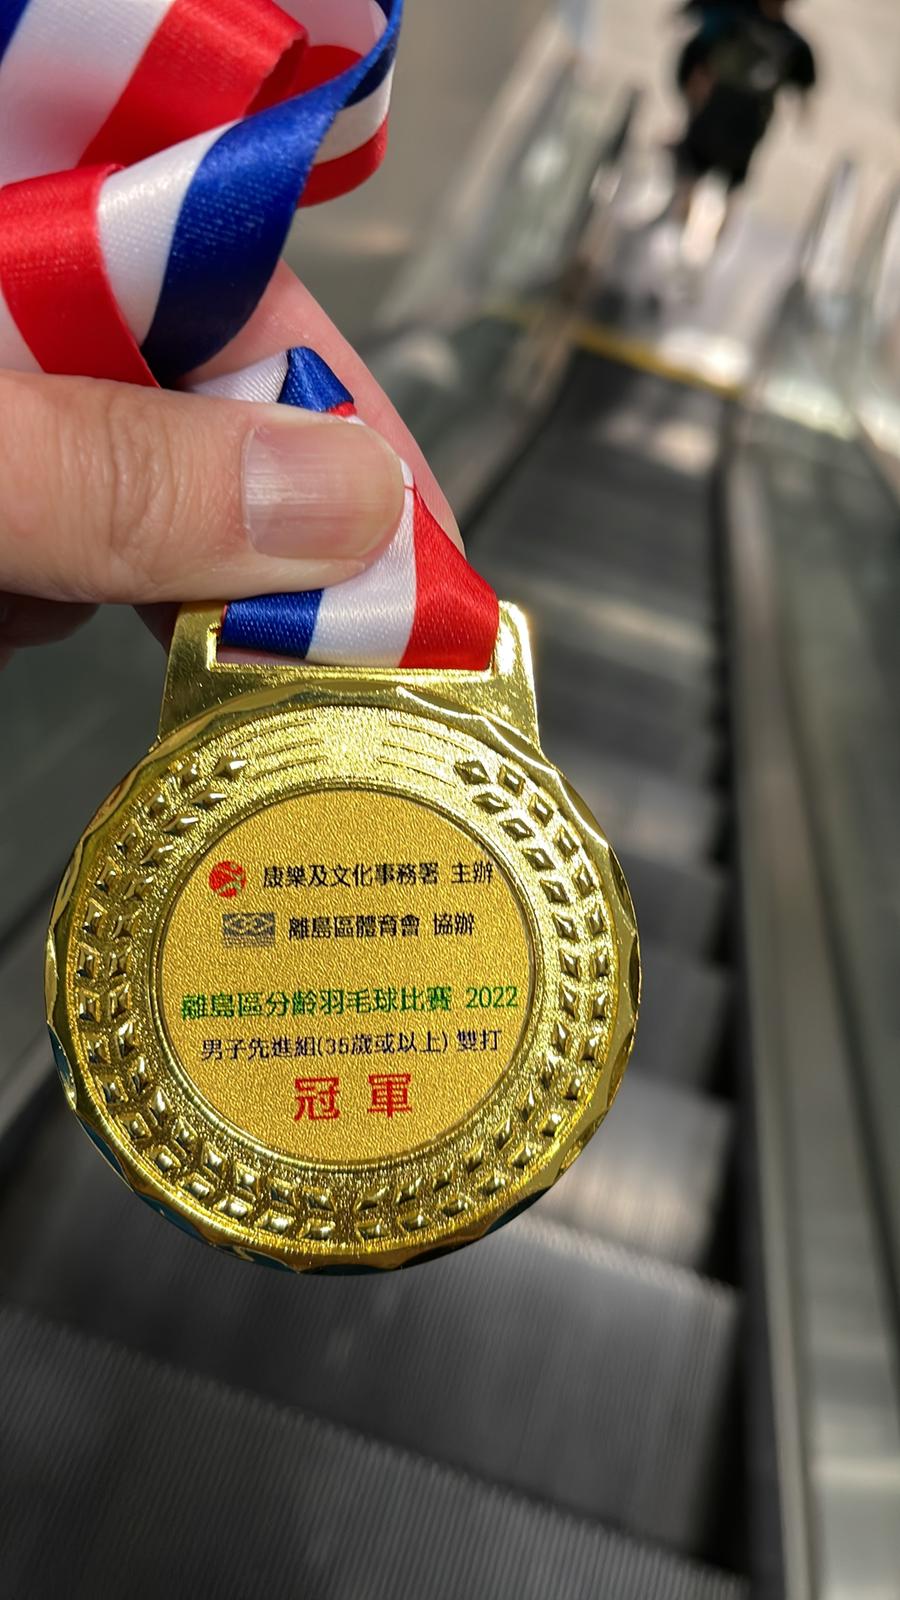 康樂及文化事務署 主辦
離島區體育會 協辦
離島區分齡羽毛球比賽 2022
男子先進組(35歲或以上) 雙打
冠軍